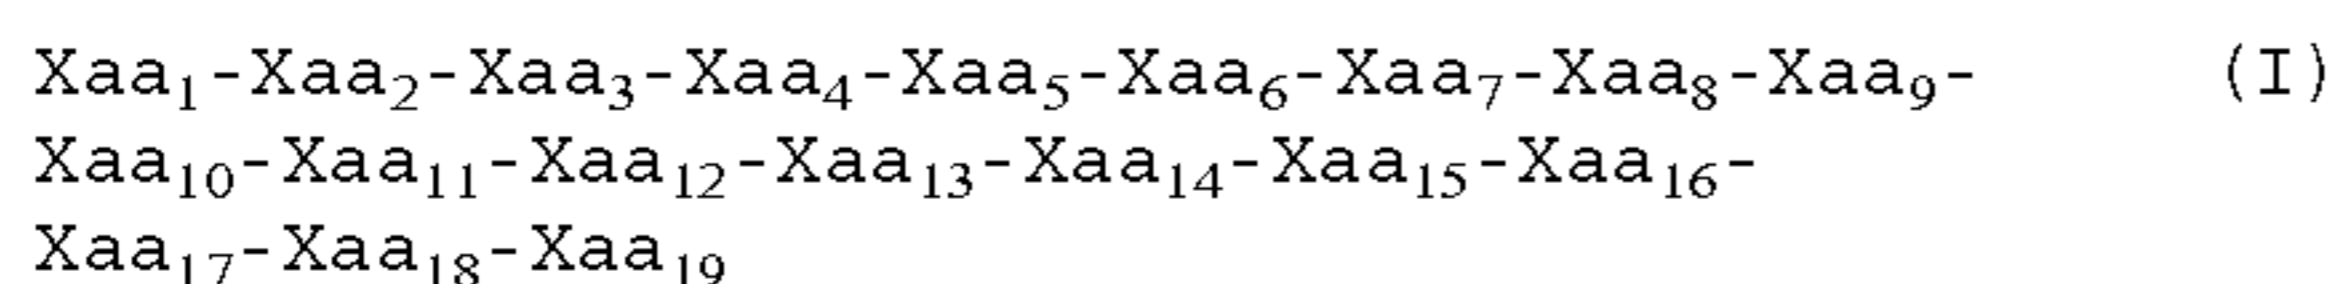 Xaa₁-Xaa₂-Xaa₃-Xaa₄-Xaa₅-Xaa₆-Xaa₇-Xaa₈-Xaa₉- (I)
Xaa₁₀-Xaa₁₁-Xaa₁₂-Xaa₁₃-Xaa₁₄-Xaa₁₅-Xaa₁₆-
Xaa₁₇-Xaa₁₈-Xaa₁₉